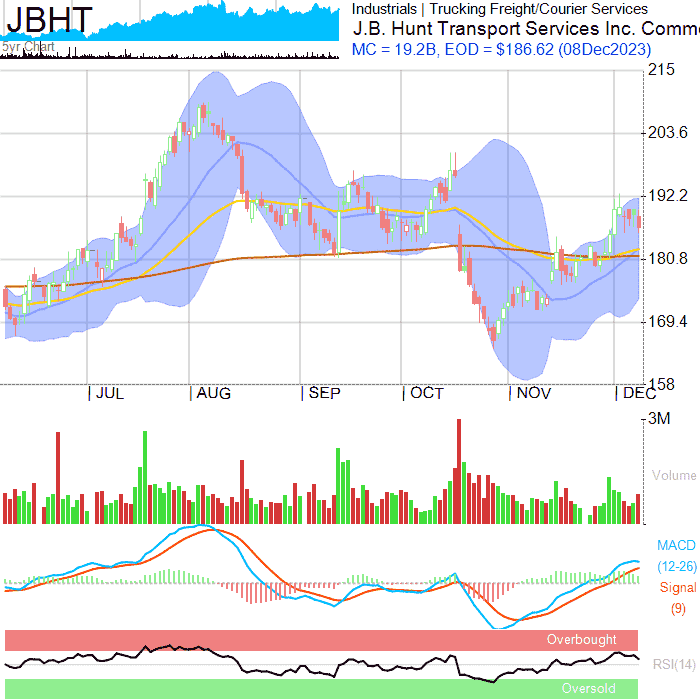 JBHT
5yr Chart
Industrials | Trucking Freight/Courier Services
J.B. Hunt Transport Services Inc. Comm
MC = 19.2B, EOD = $186.62 (08Dec2023)
215
203.6
192.2
180.8
169.4
158
JUL AUG SEP OCT NOV DEC
3M
Volume
MACD
(12-26)
Signal
(9)
Overbought
RSI(14)
Oversold